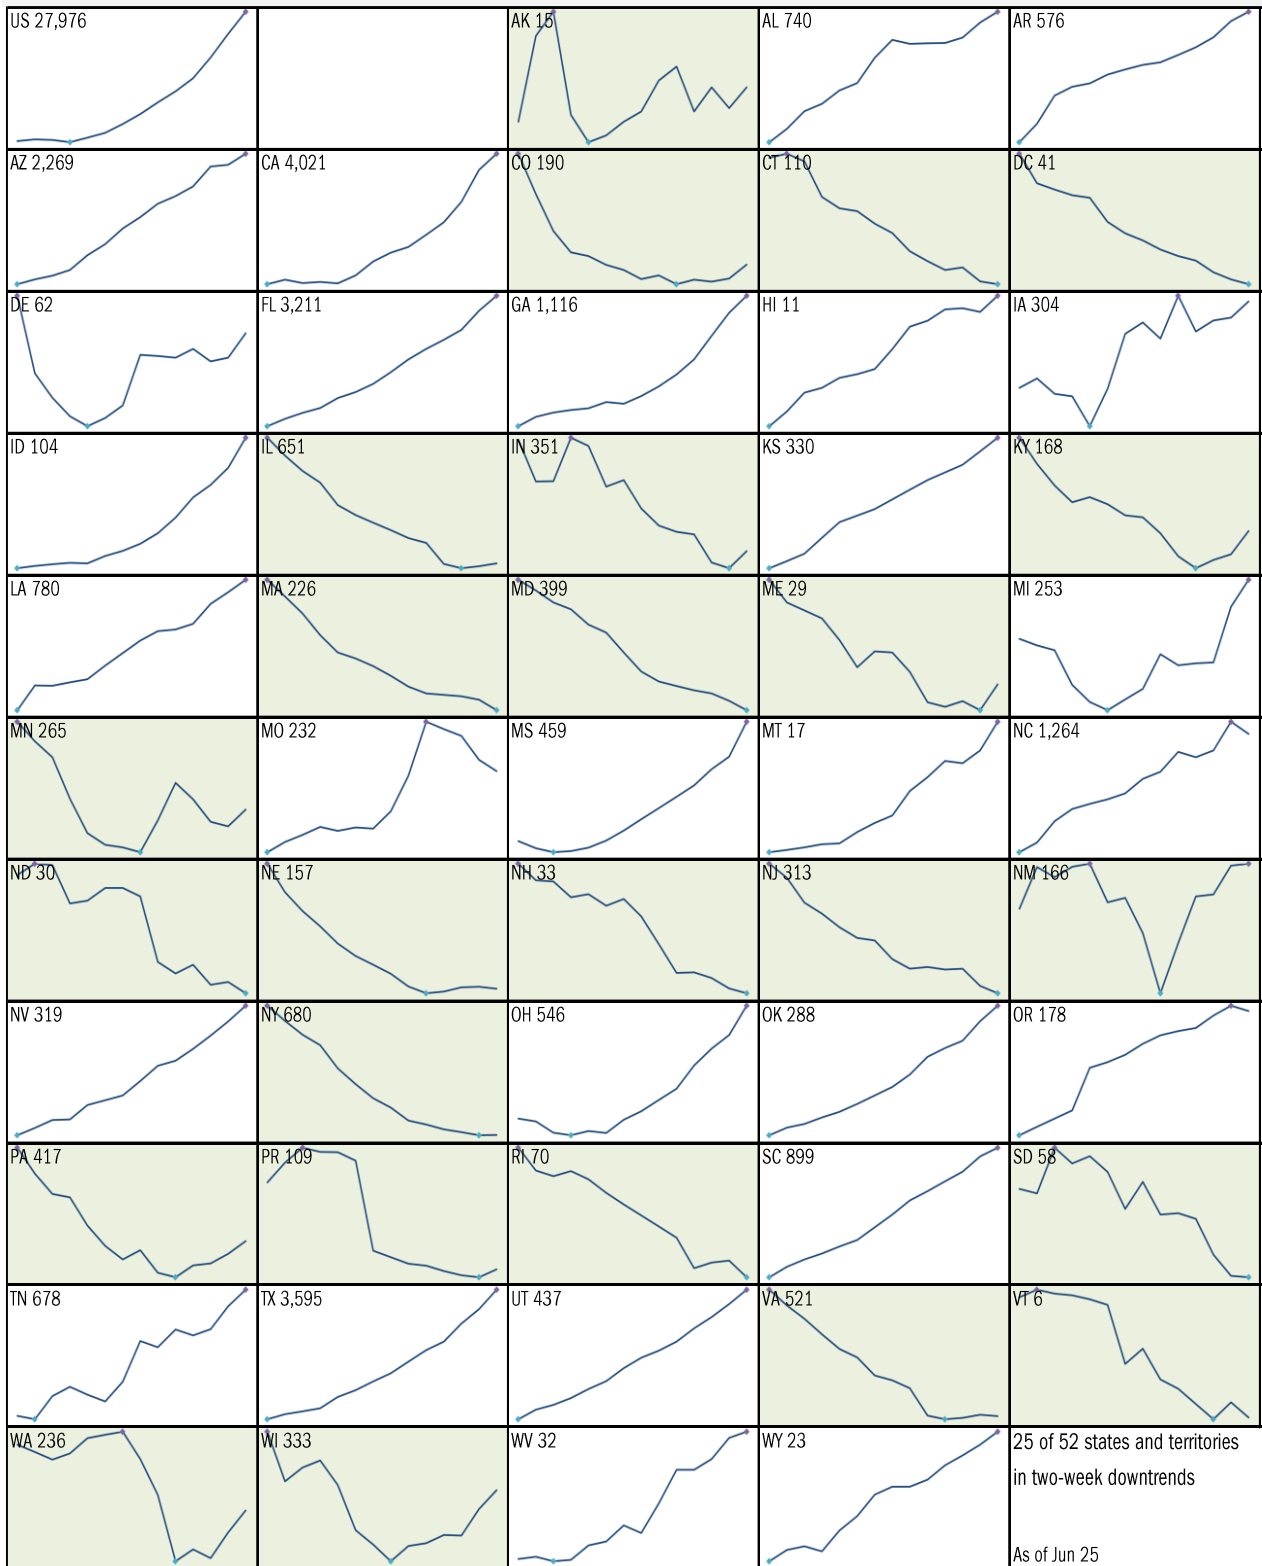 US 27,976
AK 15
AL 740
AR 576
AZ 2,269
CA 4,021
CO 190
CT 110
DC 41
DE 62
FL 3,211
GA 1,116
HI 11
IA 304
ID 104
IL 651
IN 351
KS 330
KY 168
LA 780
MA 226
MD 399
ME 29
MI 253
MN 265
MO 232
MS 459
MT 17
NC 1,264
ND 30
NE 157
NH 33
NJ 313
NM 166
NV 319
NY 680
OH 546
OK 288
OR 178
PA 417
PR 109
RI 70
SC 899
SD 58
TN 678
TX 3,595
UT 437
VA 521
VT 6
WA 236
WI 333
WV 32
WY 23
25 of 52 states and territories
in two-week downtrends
As of Jun 25